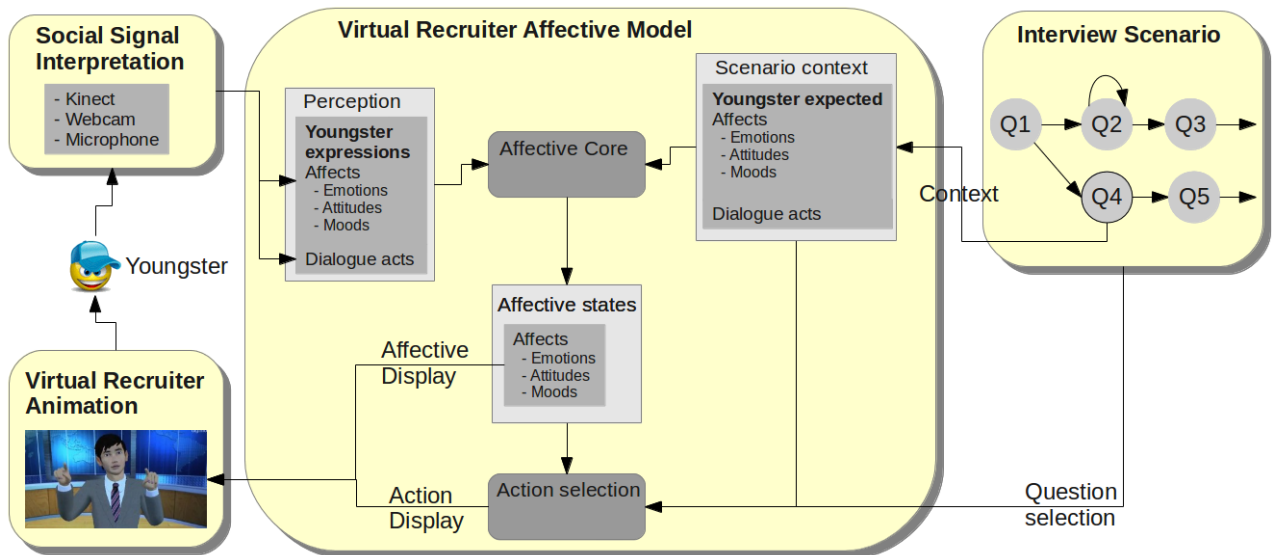 Social Signal
Interpretation
- Kinect
- Webcam
- Microphone
Youngster
Virtual Recruiter
Animation
Virtual Recruiter Affective Model
Perception
Youngster
expressions
Affects
- Emotions
- Attitudes
- Moods
Dialogue acts
Affective Core
Scenario context
Youngster expected
Affects
- Emotions
- Attitudes
- Moods
Dialogue acts
Affective states
Affects
- Emotions
- Attitudes
- Moods
Affective
Display
Action selection
Action
Display
Interview Scenario
Q1
Q2
Q3
Q4
Q5
Context
Question
selection